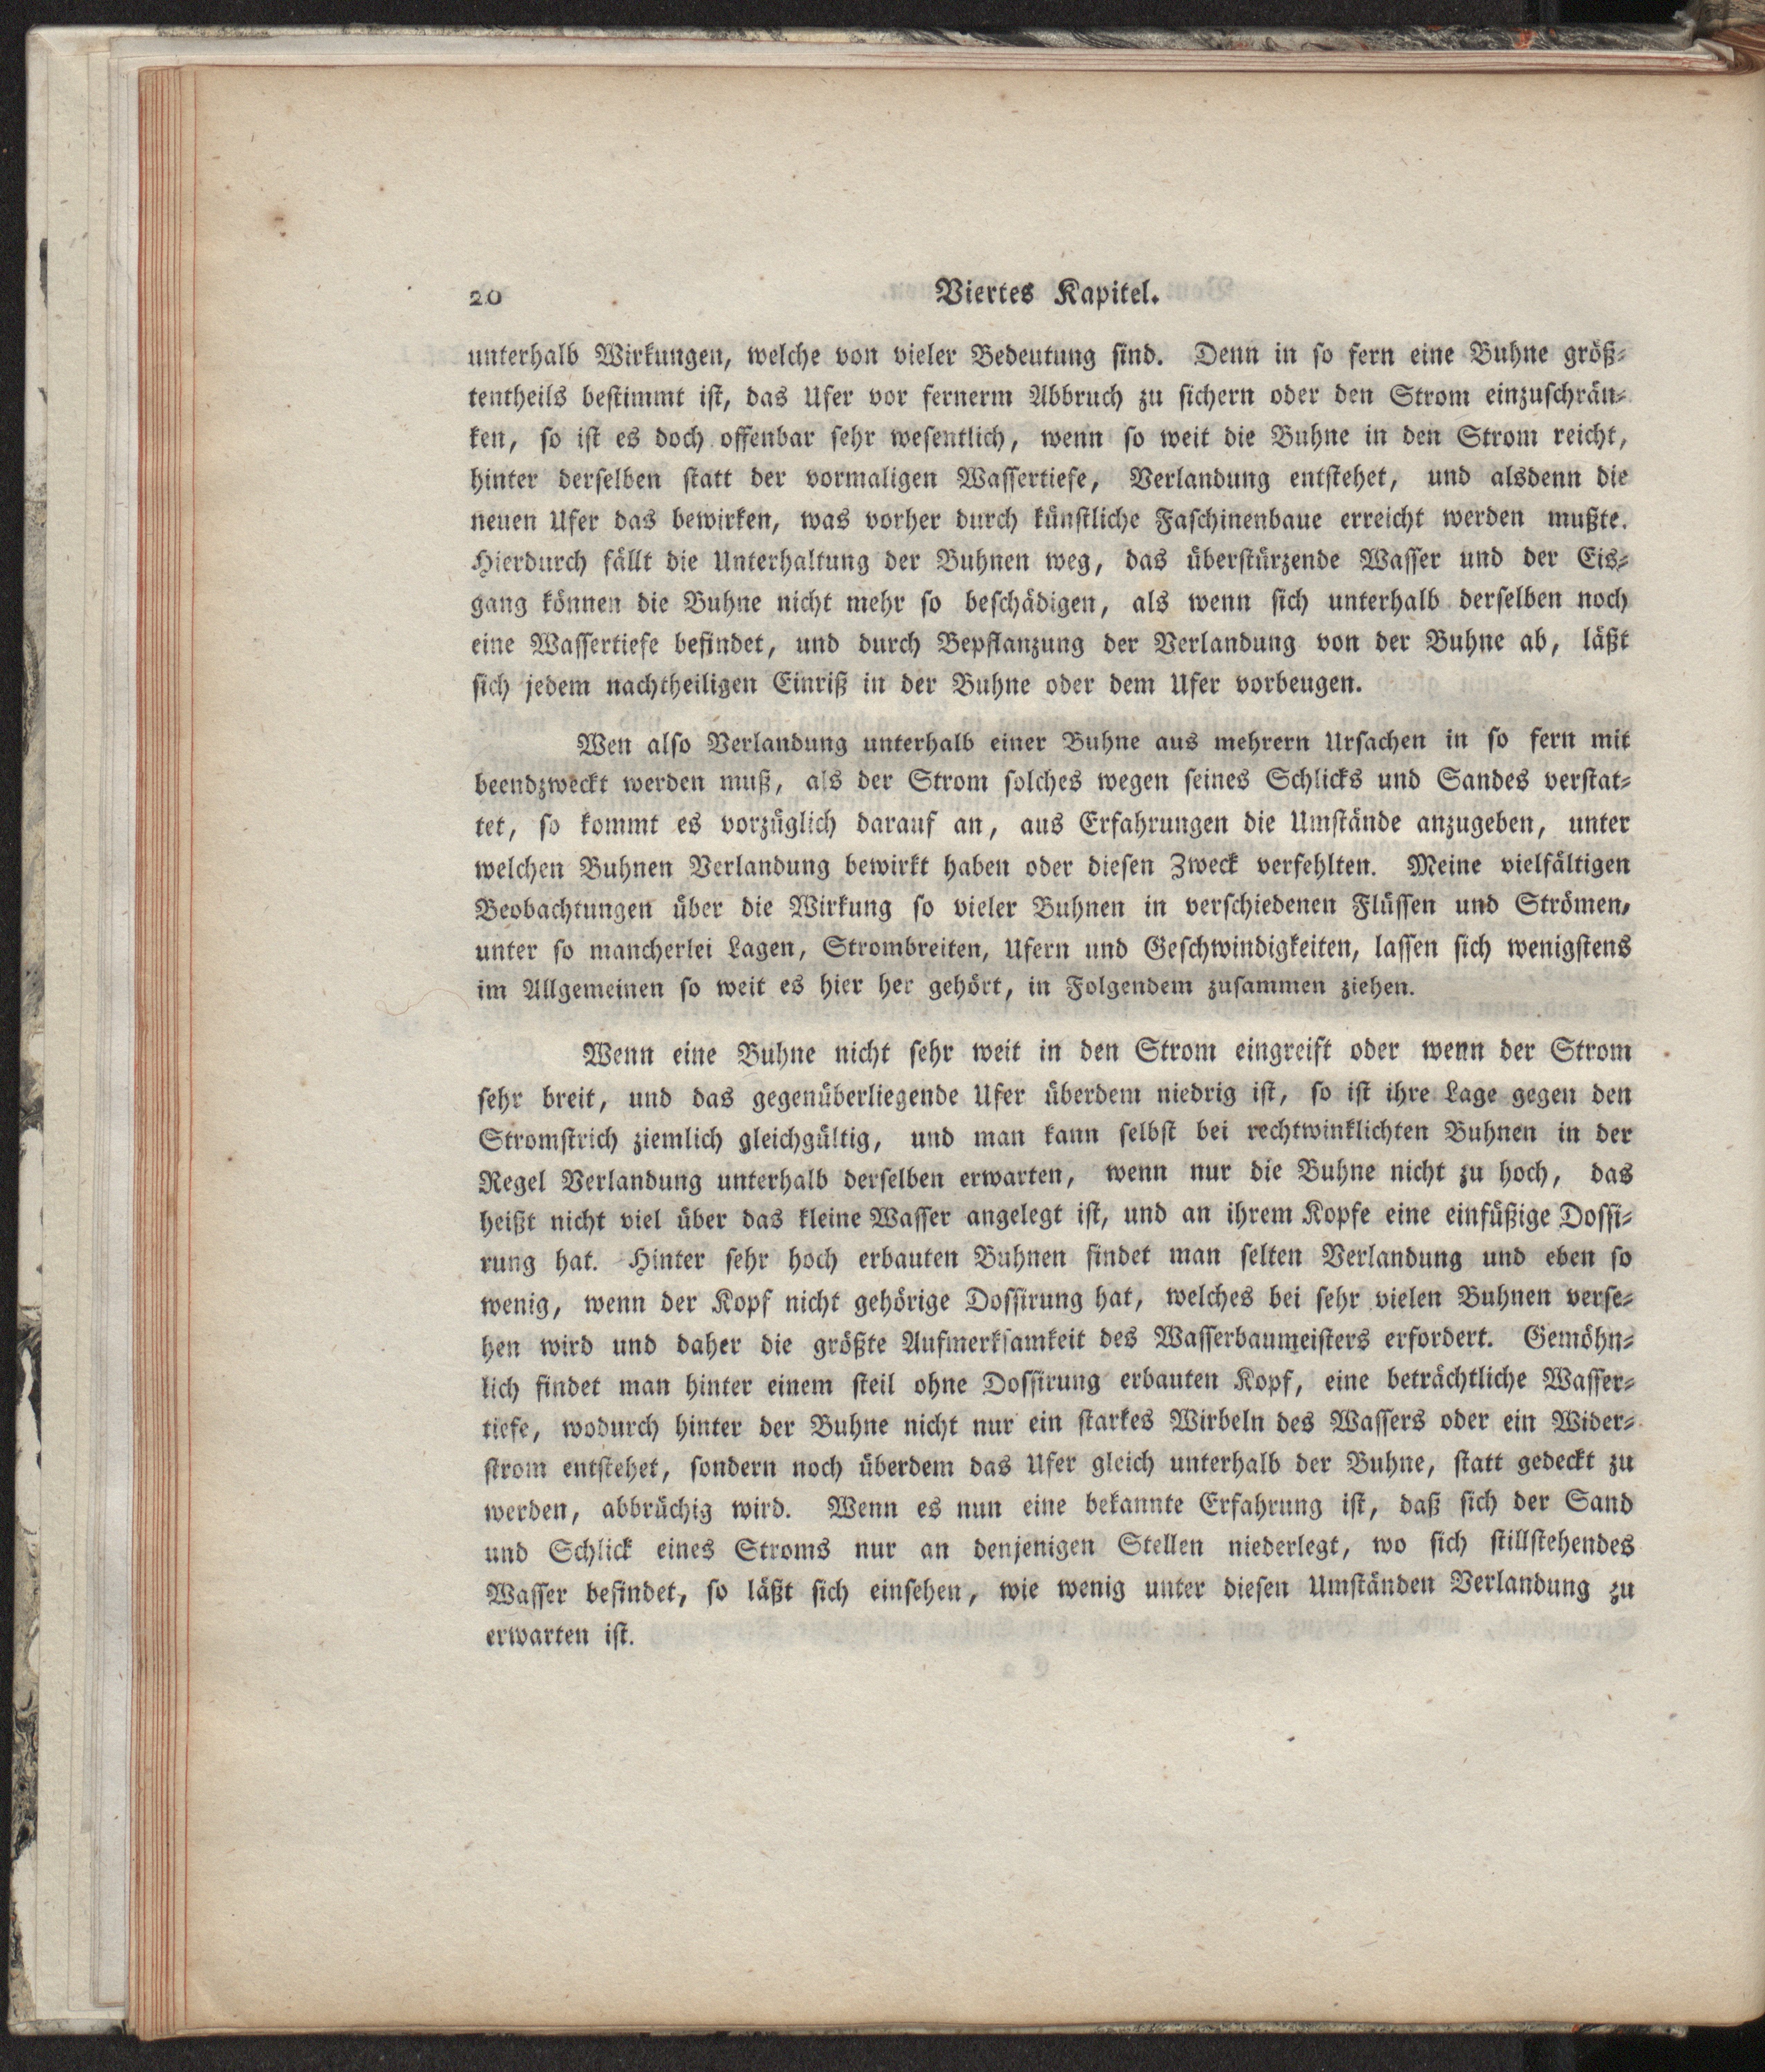 20 Viertes Kapitel.
unterhalb Wirkungen, welche von vieler Bedeutung ſind. Denn in ſo fern eine Buhne größ⸗
tentheils beſtimmt iſt, das Ufer vor fernerm Abbruch zu ſichern oder den Strom einzuſchrän⸗
ken, ſo iſt es doch offenbar ſehr weſentlich, wenn ſo weit die Buhne in den Strom reicht,
hinter derſelben ſtatt der vormaligen Waſſertiefe, Verlandung entſtehet, und alsdenn die
neuen Ufer das bewirken, was vorher durch künſtliche Faſchinenbaue erreicht werden mußte.
Hierdurch fällt die Unterhaltung der Buhnen weg, das überſtürzende Waſſer und der Eis⸗
gang können die Buhne nicht mehr ſo beſchädigen, als wenn ſich unterhalb derſelben noch
eine Waſſertiefe befindet, und durch Bepflanzung der Verlandung von der Buhne ab, läßt
ſich jedem nachtheiligen Einriß in der Buhne oder dem Ufer vorbeugen.
Wen alſo Verlandung unterhalb einer Buhne aus mehrern Urſachen in ſo fern mit
beendzweckt werden muß, als der Strom ſolches wegen ſeines Schlicks und Sandes verſtat⸗
tet, ſo kommt es vorzüglich darauf an, aus Erfahrungen die Umſtände anzugeben, unter
welchen Buhnen Verlandung bewirkt haben oder dieſen Zweck verfehlten. Meine vielfältigen
Beobachtungen über die Wirkung ſo vieler Buhnen in verſchiedenen Flüſſen und Strömen,
unter ſo mancherlei Lagen, Strombreiten, Ufern und Geſchwindigkeiten, laſſen ſich wenigſtens
im Allgemeinen ſo weit es hier her gehört, in Folgendem zuſammen ziehen.
Wenn eine Buhne nicht ſehr weit in den Strom eingreift oder wenn der Strom
ſehr breit, und das gegenüberliegende Ufer überdem niedrig iſt, ſo iſt ihre Lage gegen den
Stromſtrich ziemlich gleichgültig, und man kann ſelbſt bei rechtwinklichten Buhnen in der
Regel Verlandung unterhalb derſelben erwarten, wenn nur die Buhne nicht zu hoch, das
heißt nicht viel über das kleine Waſſer angelegt iſt, und an ihrem Kopfe eine einfüßige Doſſi⸗
rung hat. Hinter ſehr hoch erbauten Buhnen findet man ſelten Verlandung und eben ſo
wenig, wenn der Kopf nicht gehörige Doſſirung hat, welches bei ſehr vielen Buhnen verſe⸗
hen wird und daher die größte Aufmerkſamkeit des Waſſerbaumeiſters erfordert. Gemöhn⸗
lich findet man hinter einem ſteil ohne Doſſirung erbauten Kopf, eine beträchtliche Waſſer⸗
tiefe, wodurch hinter der Buhne nicht nur ein ſtarkes Wirbeln des Waſſers oder ein Wider⸗
ſtrom entſtehet, ſondern noch überdem das Ufer gleich unterhalb der Buhne, ſtatt gedeckt zu
werden, abbrüchig wird. Wenn es nun eine bekannte Erfahrung iſt, daß ſich der Sand
und Schlick eines Stroms nur an denjenigen Stellen niederlegt, wo ſich ſtillſtehendes
Waſſer befindet, ſo läßt ſich einſehen, wie wenig unter dieſen Umſtänden Verlandung zu
erwarten iſt.